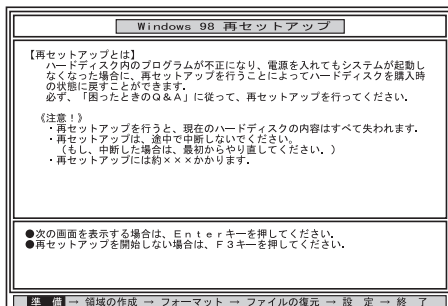 Windows 98 再セットアップ
【再セットアップとは】
ハードディスク内のプログラムが不正になり、電源を入れてもシステムが起動し
なくなった場合に、再セットアップを行うことによってハードディスクを購入時
の状態に戻すことができます.
必ず、「困ったときのQ＆A」に従って、再セットアップを行ってください.
《注意！》
・再セットアップを行うと、現在のハードディスクの内容はすべて失われます.
・再セットアップは、途中で中断しないでください.
（もし、中断した場合は、最初からやり直してください．）
・再セットアップには約×××かかります.
●次の画面を表示する場合は、Ｅｎｔｅｒキーを押してください.
●再セットアップを開始しない場合は、Ｆ３キーを押してください.
準 備 → 領域の作成 → フォーマット → ファイルの復元 → 設 定 → 終 了